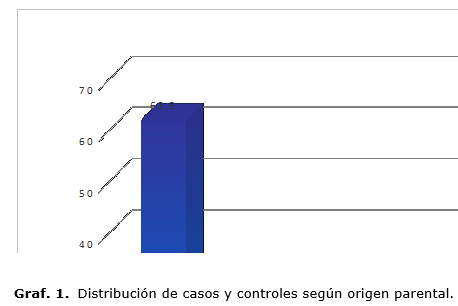 70
60
50
40
Graf. 1. Distribución de casos y controles según origen parental.